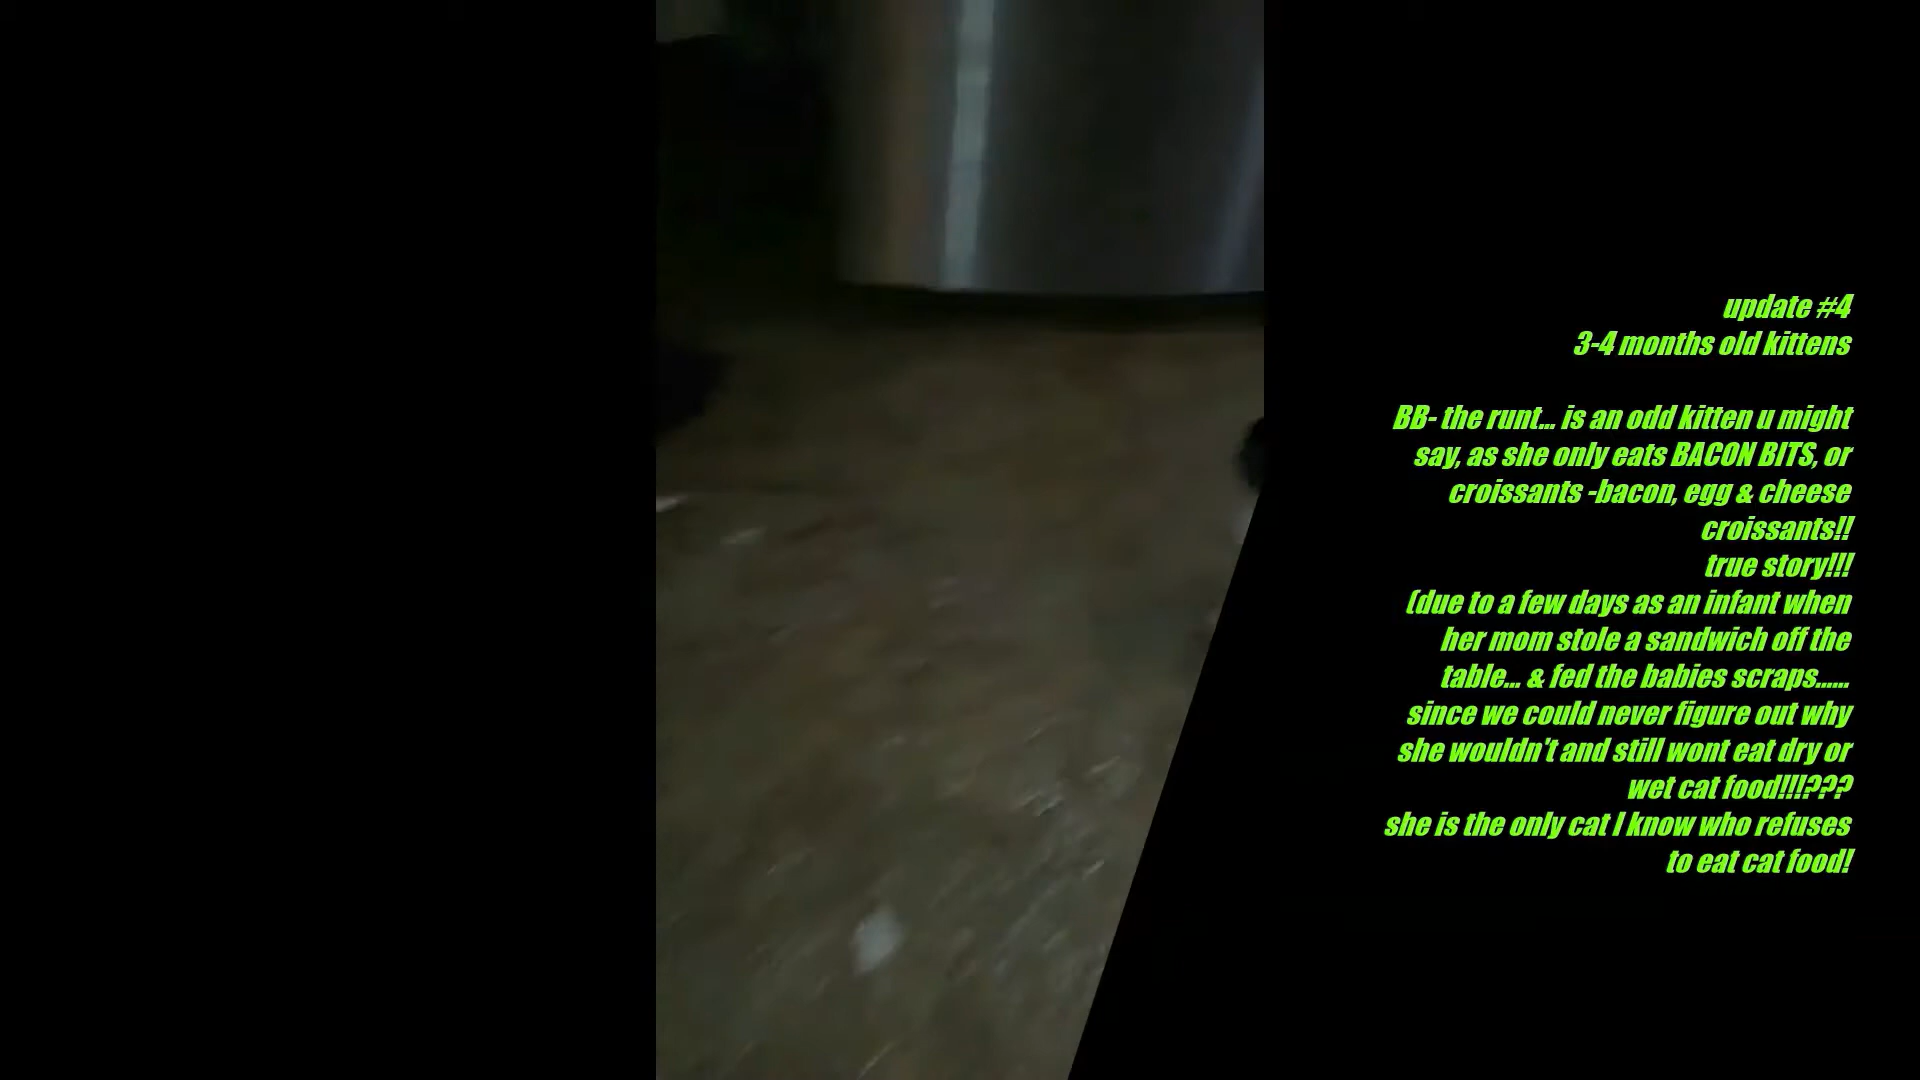 update #4
3-4 months old kittens
BB- the runt... is an odd kitten u might
say, as she only eats BACON BITS, or
croissants -bacon, egg & cheese
croissants!!
true story!!!
(due to a few days as an infant when
her mom stole a sandwich off the
table... & fed the babies scraps......
since we could never figure out why
she wouldn't and still wont eat dry or
wet cat food!!!???
she is the only cat I know who refuses
to eat cat food!